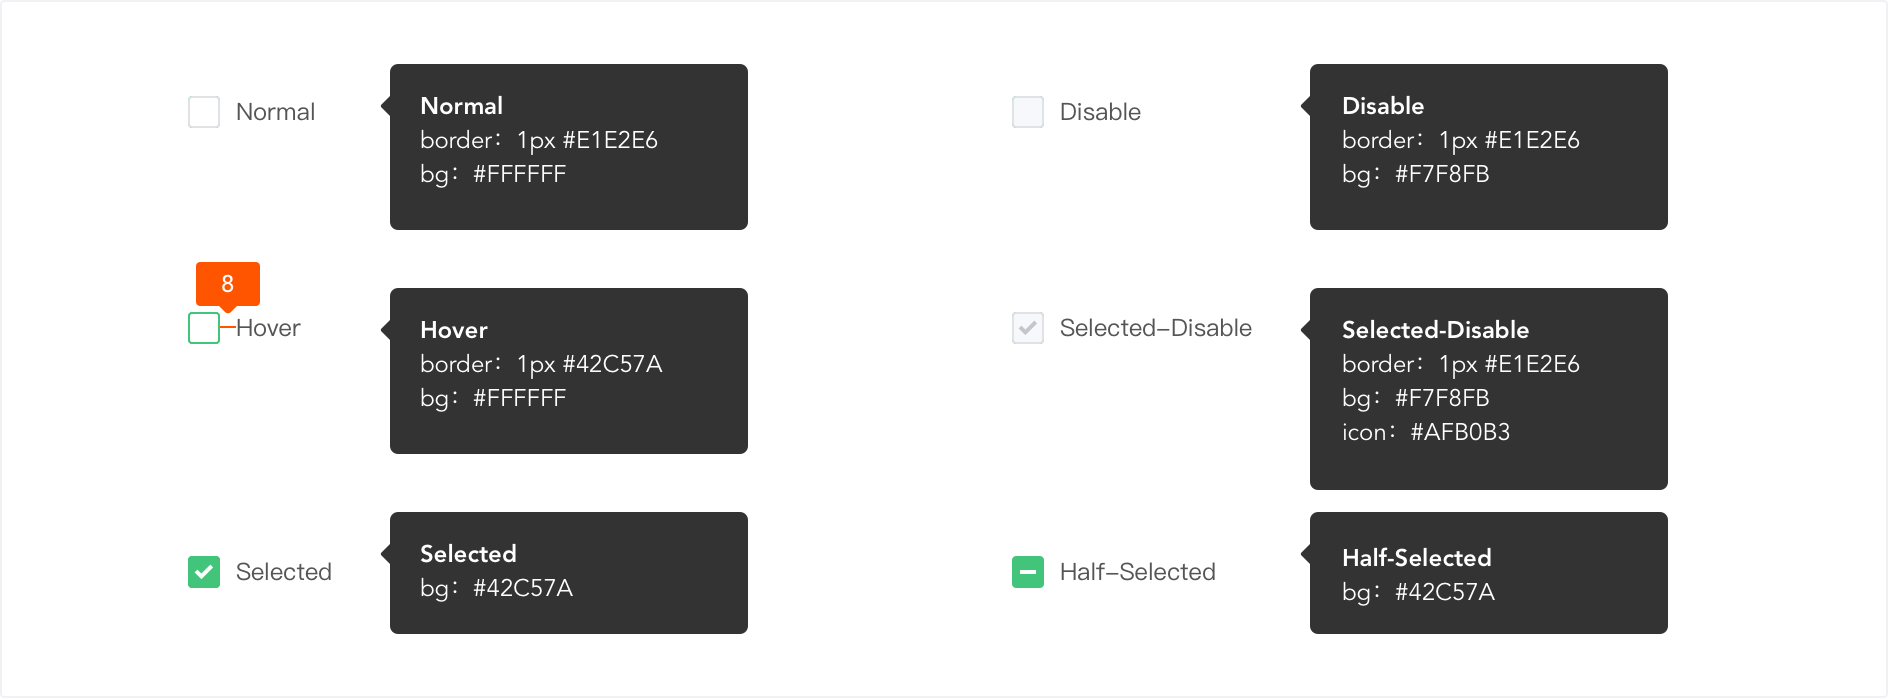 Normal
Normal
border：1px #E1E2E6
bg：#FFFFFF
Disable
Disable
border：1px #E1E2E6
bg：#F7F8FB
8
Hover
Hover
border：1px #42C57A
bg：#FFFFFF
Selected–Disable
Selected-Disable
border：1px #E1E2E6
bg：#F7F8FB
icon：#AFB0B3
Selected
Selected
bg：#42C57A
Half–Selected
Half-Selected
bg：#42C57A